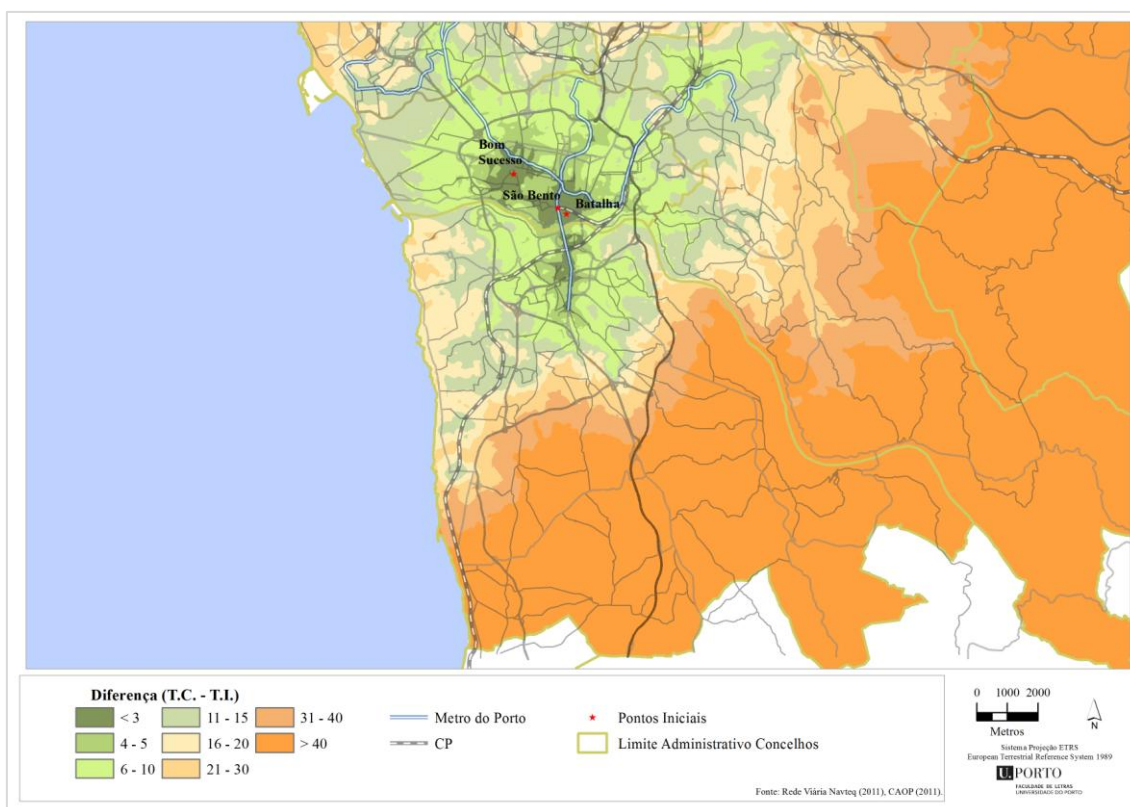 Bom
Sucesso
São Bento
Batalha
Diferença (T.C. - T.I.)
< 3
4 - 5
6 - 10
11 - 15
16 - 20
21 - 30
31 - 40
> 40
Metro do Porto
CP
Pontos Iniciais
Limite Administrativo Concelhos
0 1000 2000
Metros
N
Sistema Projeção ETRS
European Terrestrial Reference System 1989
U. PORTO
FACULDADE DE LETRAS
UNIVERSIDADE DO PORTO
Fonte: Rede Viária Navteq (2011), CAOP (2011).